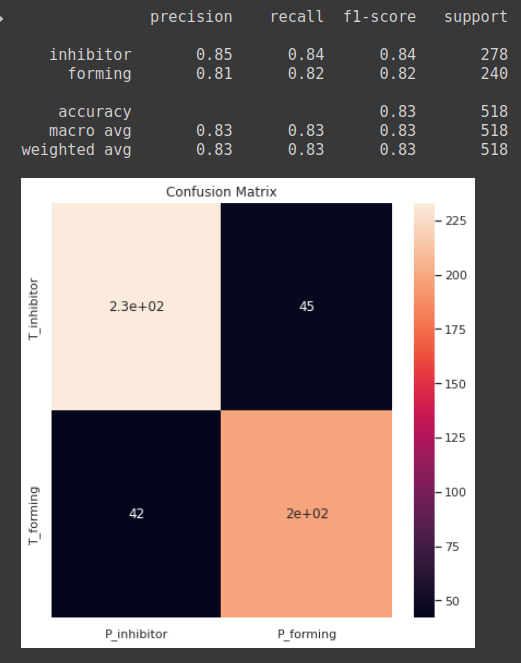 precision recall f1-score support
inhibitor 0.85 0.84 0.84 278
forming 0.81 0.82 0.82 240
accuracy 0.83 518
macro avg 0.83 0.83 0.83 518
weighted avg 0.83 0.83 0.83 518
Confusion Matrix
T_inhibitor
2.3e+02 45
T_forming
42 2e+02
P_inhibitor P_forming
225
200
175
150
125
100
75
50